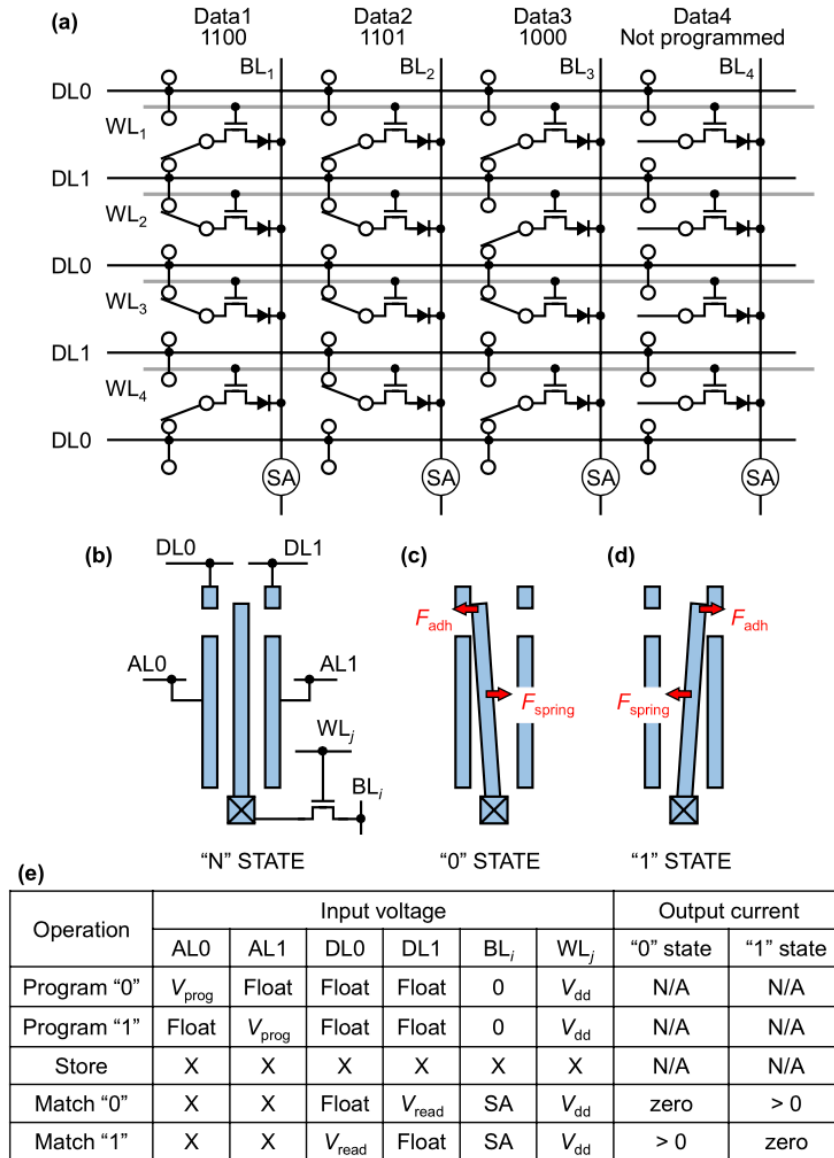 (a)
Data1 Data2 Data3 Data4
1100 1101 1000 Not programmed
BL1 BL2 BL3 BL4
DL0
WL1
DL1
WL2
DL0
WL3
DL1
WL4
DL0
SA SA SA SA
(b) (c) (d)
DL0 DL1
Fadh Fadh
AL0 AL1
Fspring Fspring
WLj
BLi
"N" STATE "0" STATE "1" STATE
(e)
Operation Input voltage Output current
AL0 AL1 DL0 DL1 BLi WLj "0" state "1" state
Program "0" Vprog Float Float Float 0 Vdd N/A N/A
Program "1" Float Vprog Float Float 0 Vdd N/A N/A
Store X X X X X X N/A N/A
Match "0" X X Float Vread SA Vdd zero > 0
Match "1" X X Vread Float SA Vdd > 0 zero